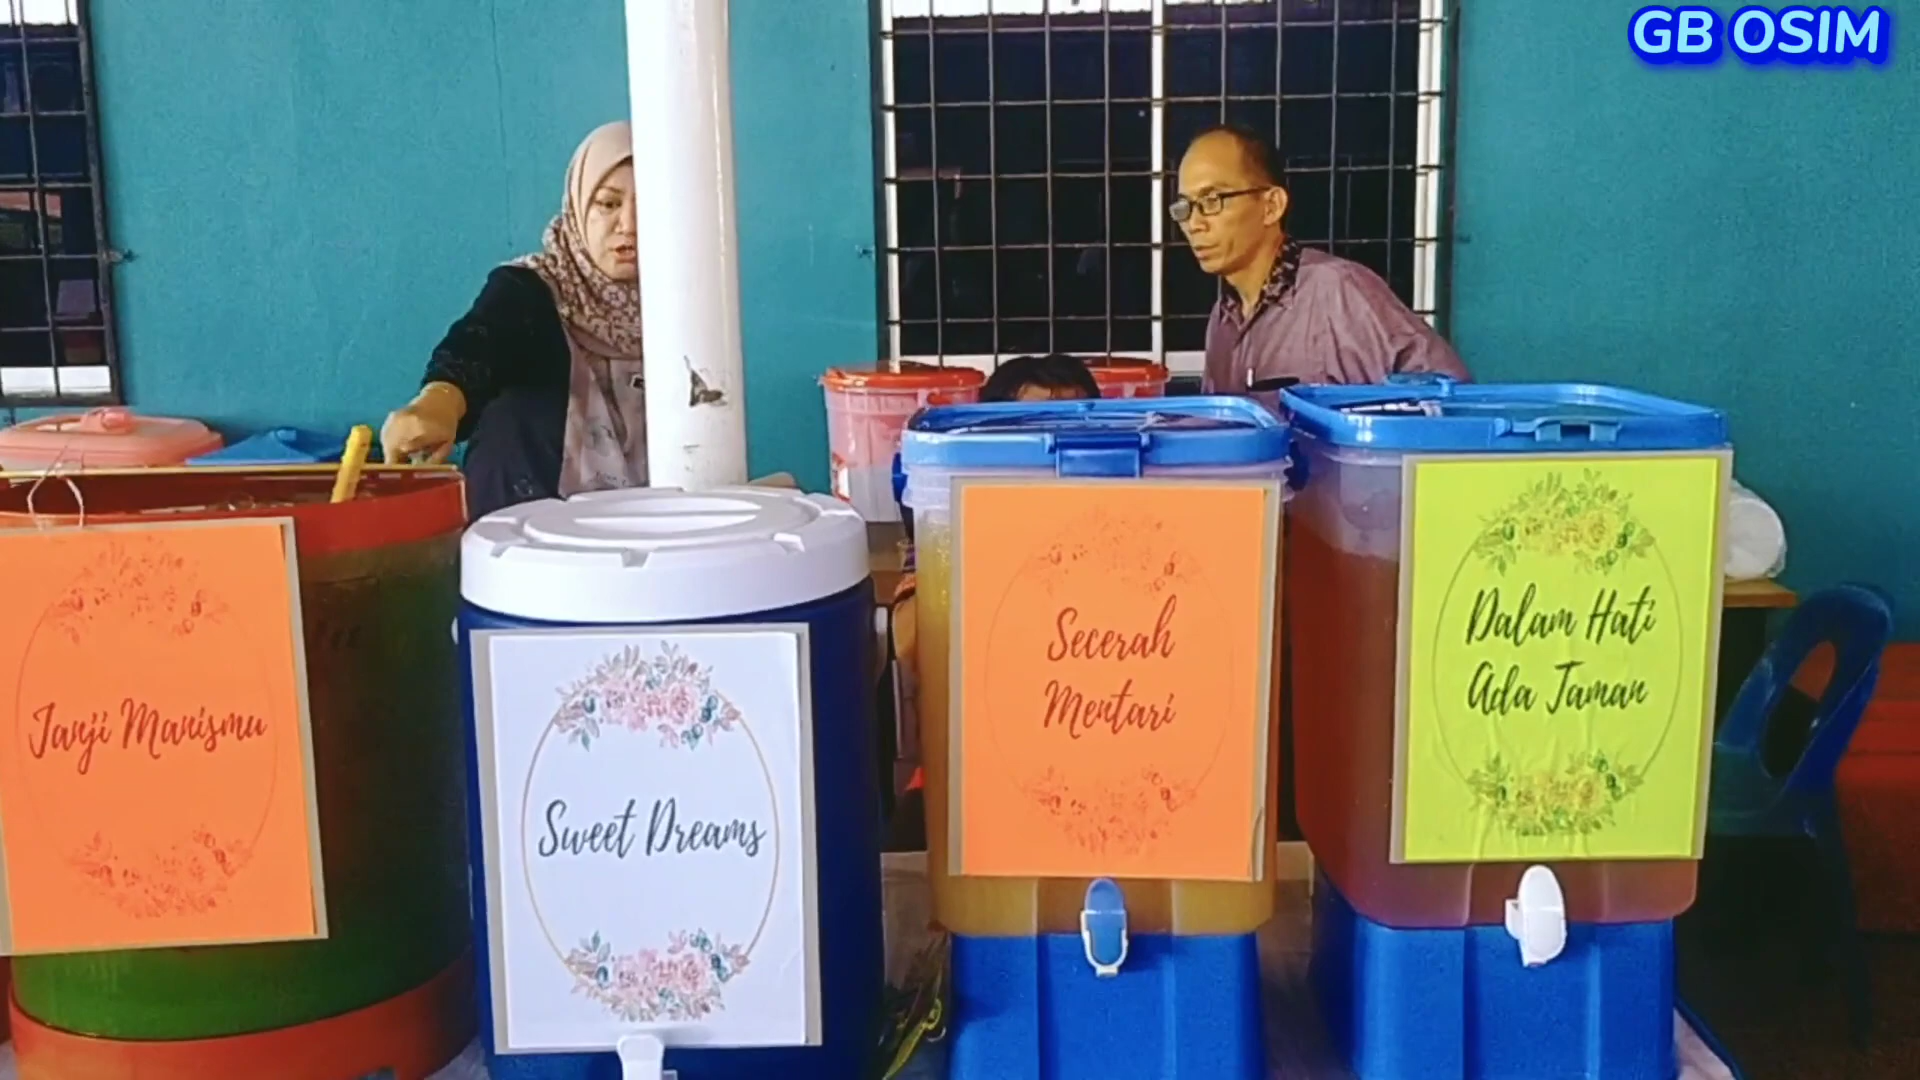 GB OSIM
Janji Manismu
Sweet Dreams
Secerah
Mentari
Dalam Hati
Ada Taman